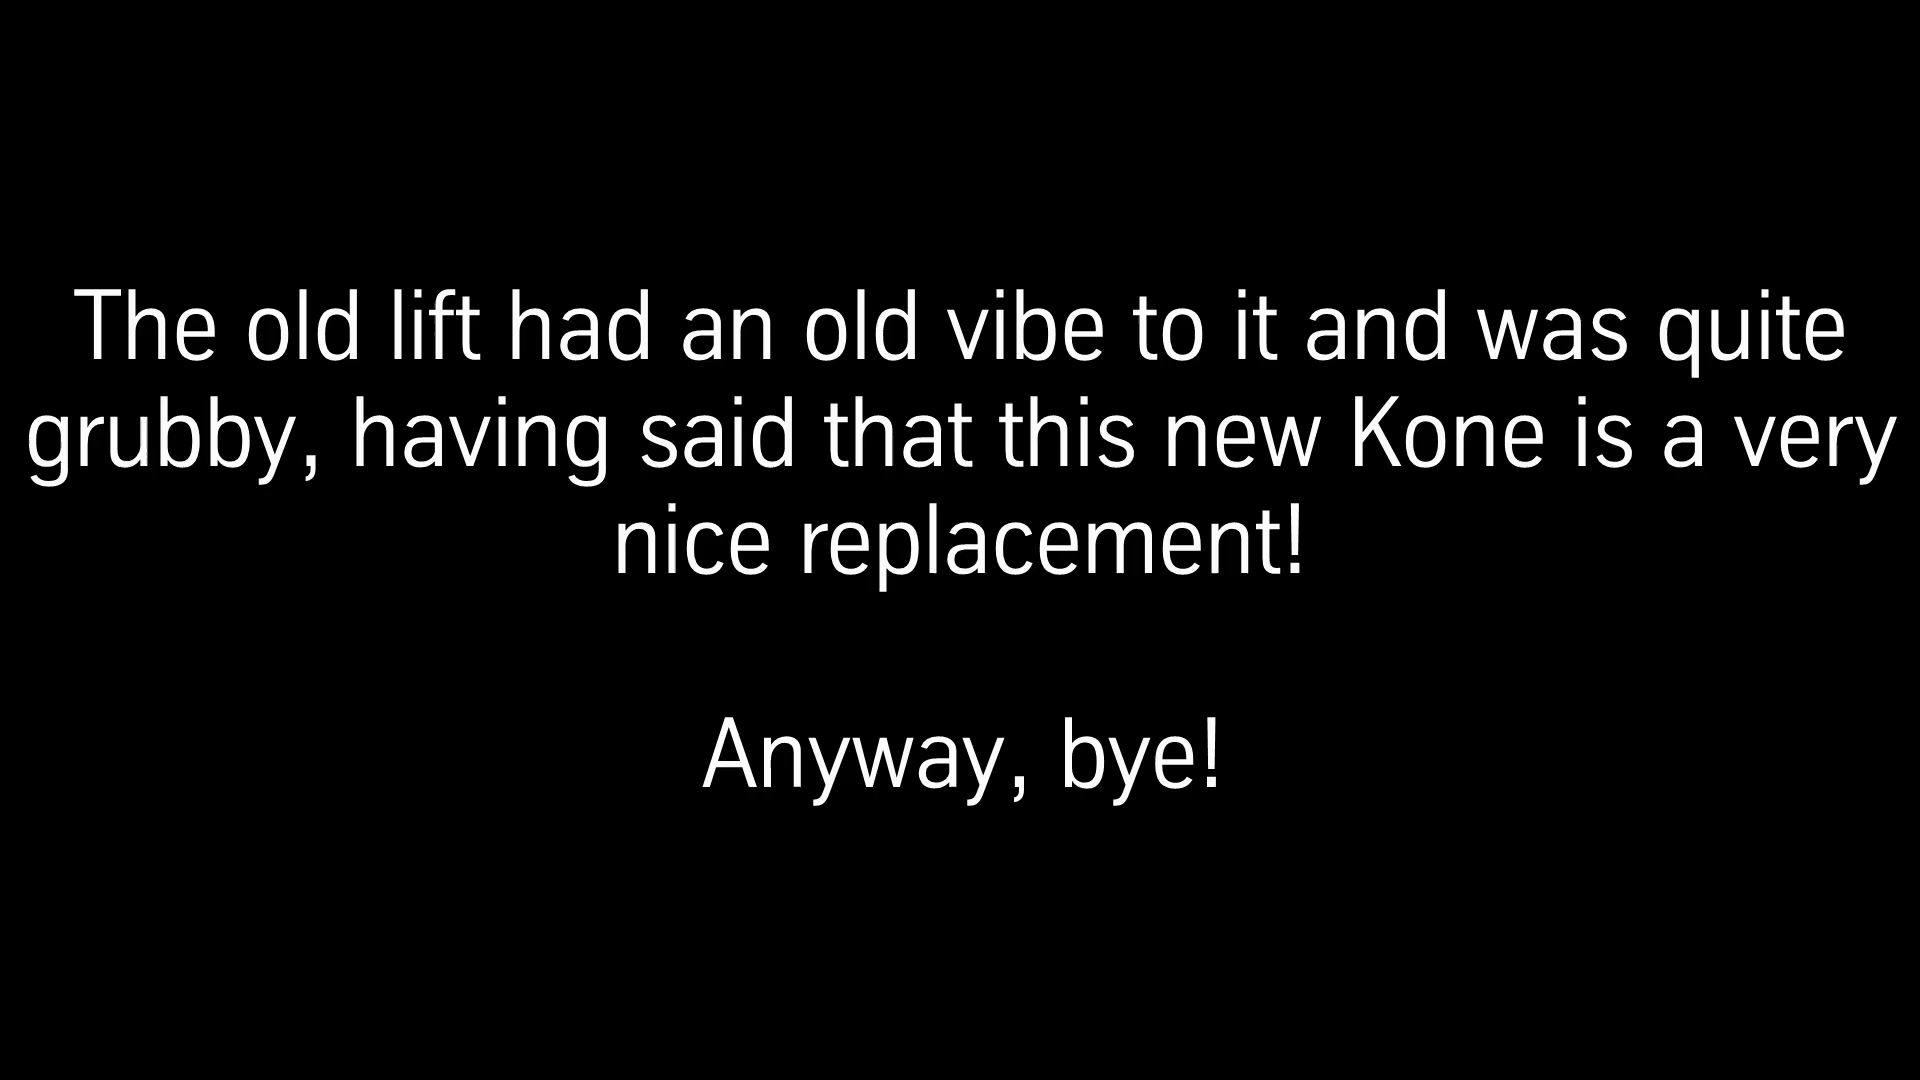 The old lift had an old vibe to it and was quite
grubby, having said that this new Kone is a very
nice replacement!
Anyway, bye!